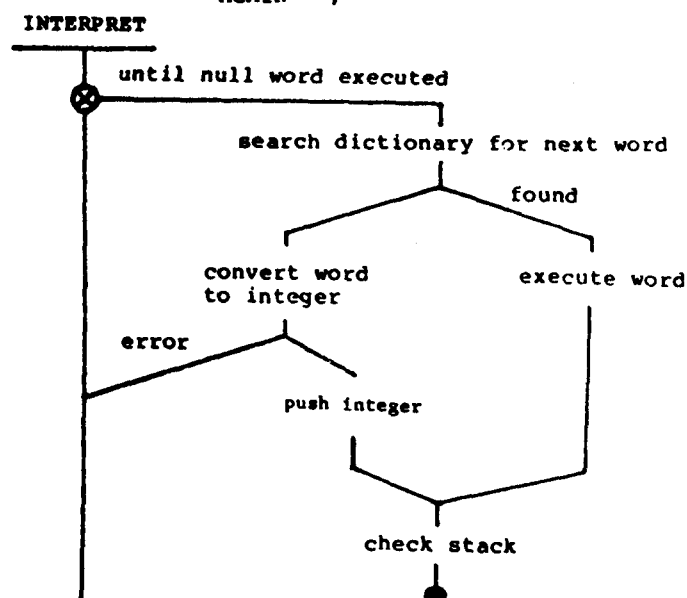 INTERPRET
until null word executed
search dictionary for next word
found
convert word
to integer
execute word
error
push integer
check stack